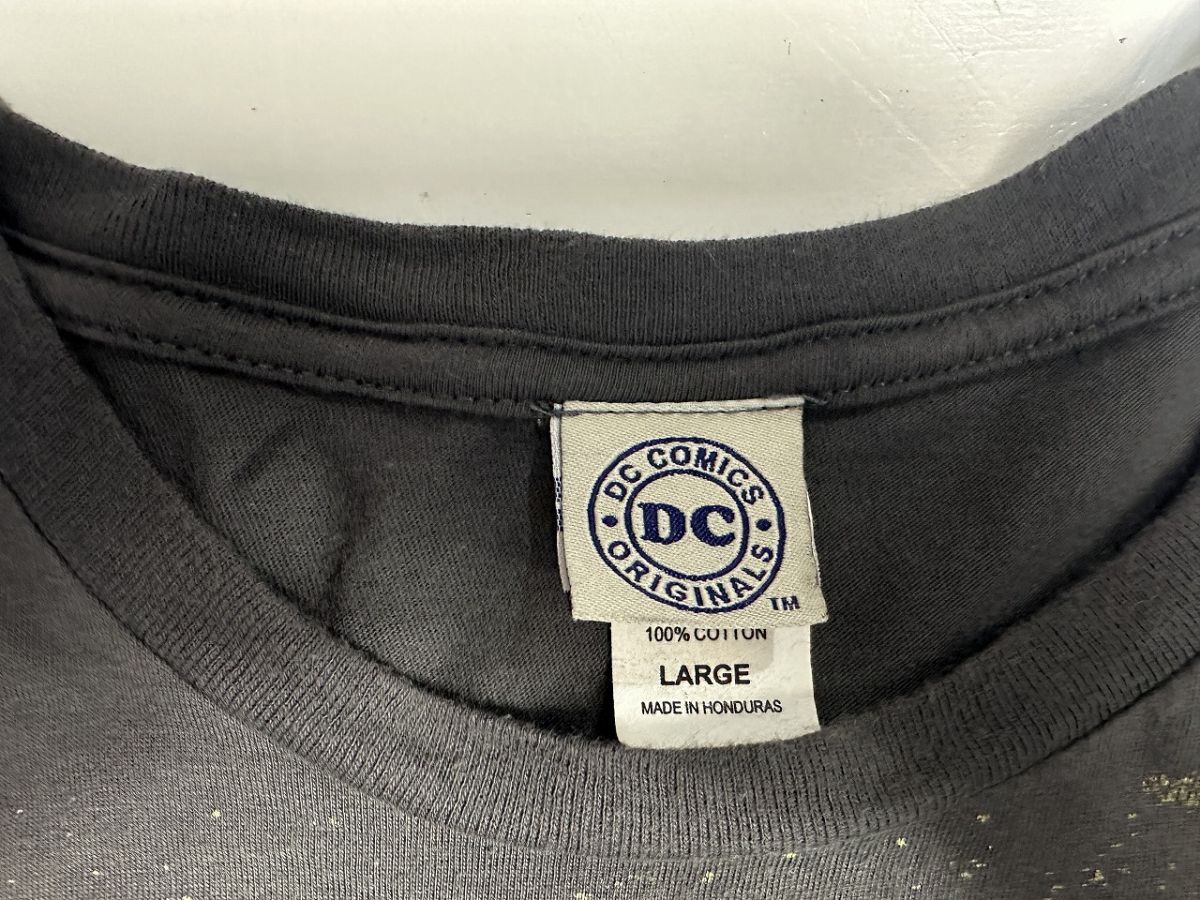 DC COMICS
DC
ORIGINALS
TM
100% COTTON
LARGE
MADE IN HONDURAS